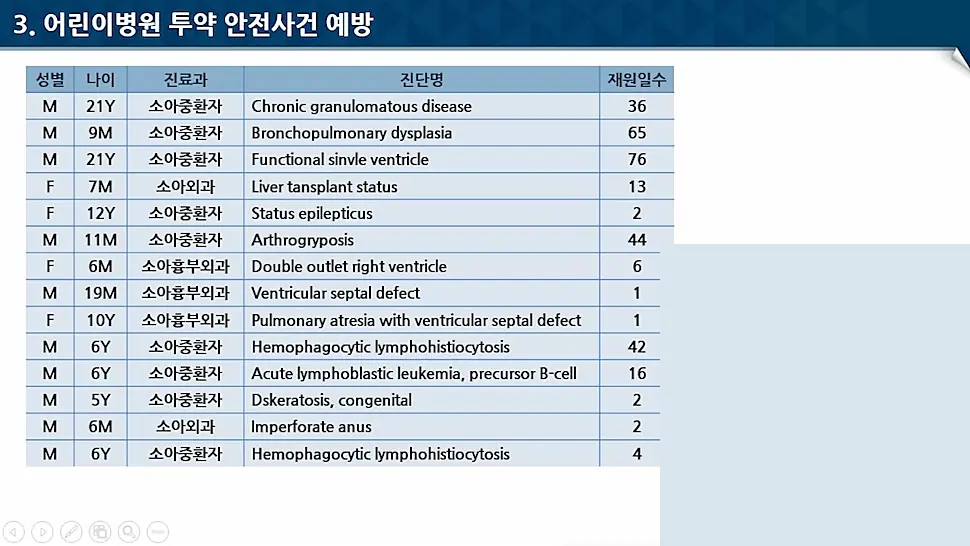 3. 어린이병원 투약 안전사건 예방
성별 나이 진료과 진단명 재원일수
M 21Y 소아중환자 Chronic granulomatous disease 36
M 9M 소아중환자 Bronchopulmonary dysplasia 65
M 21Y 소아중환자 Functional sinvle ventricle 76
F 7M 소아외과 Liver tansplant status 13
F 12Y 소아중환자 Status epilepticus 2
M 11M 소아중환자 Arthrogryposis 44
F 6M 소아흉부외과 Double outlet right ventricle 6
M 19M 소아흉부외과 Ventricular septal defect 1
F 10Y 소아흉부외과 Pulmonary atresia with ventricular septal defect 1
M 6Y 소아중환자 Hemophagocytic lymphohistiocytosis 42
M 6Y 소아중환자 Acute lymphoblastic leukemia, precursor B-cell 16
M 5Y 소아중환자 Dskeratosis, congenital 2
M 6M 소아외과 Imperforate anus 2
M 6Y 소아중환자 Hemophagocytic lymphohistiocytosis 4